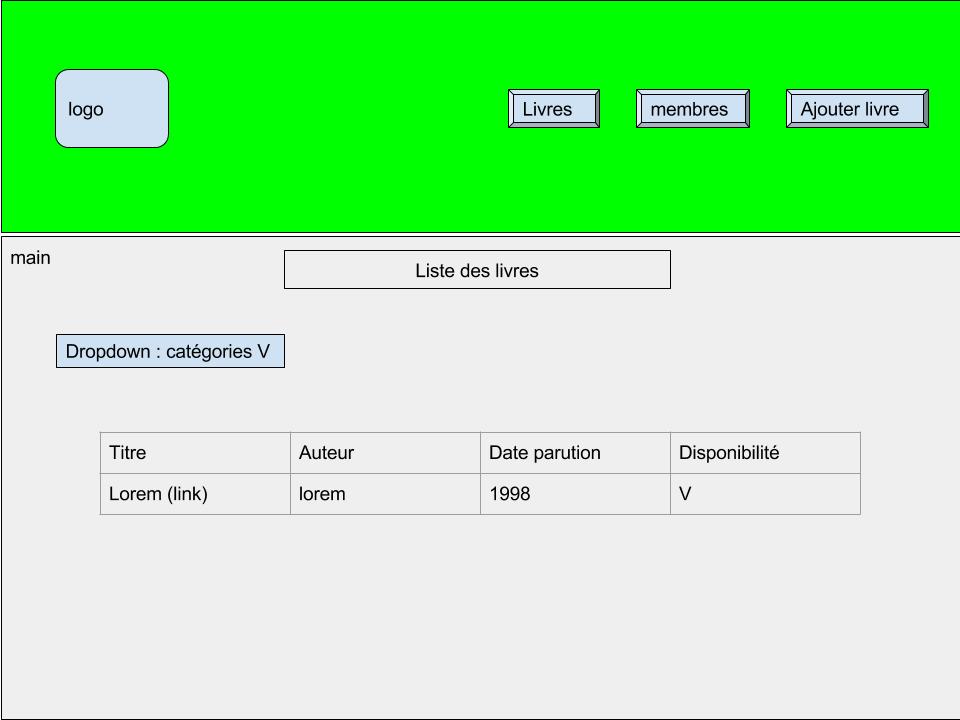 logo
Livres
membres
Ajouter livre
main
Liste des livres
Dropdown : catégories V
Titre Auteur Date parution Disponibilité
Lorem (link) lorem 1998 V